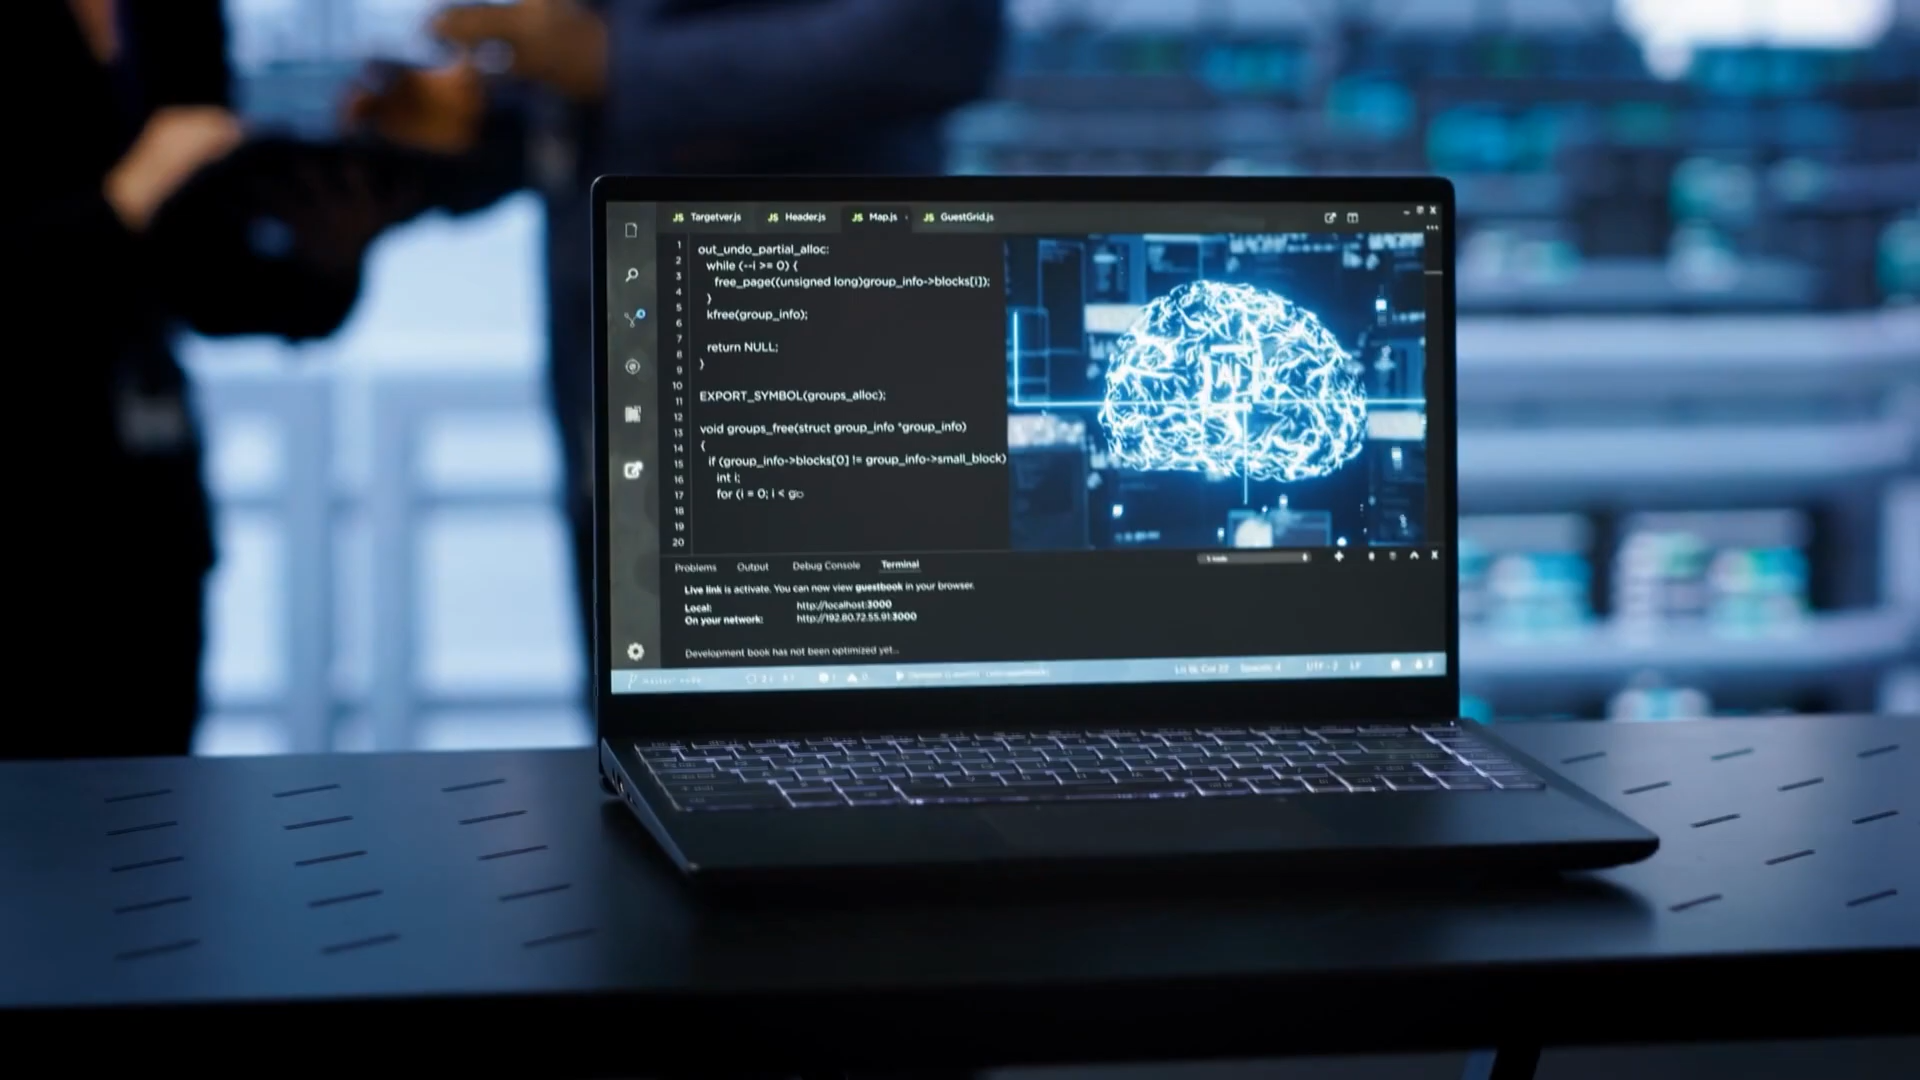 JS Targetver.js JS Header.js JS Map.js JS GuestGrid.js
1 out_undo_partial_alloc:
2 while (--i >= 0) {
3 free_page((unsigned long)group_info->blocks[i]);
4 }
5 kfree(group_info);
6
7 return NULL;
8 }
9
10 EXPORT_SYMBOL(groups_alloc);
11
12 void groups_free(struct group_info *group_info)
13 {
14 if (group_info->blocks[0] != group_info->small_block)
15 int i;
16 for (i = 0; i < go
17
18
19
20
AI
Problems Output Debug Console Terminal
Live link is activate. You can now view guestbook in your browser.
Local: http://localhost:3000
On your network: http://192.80.72.55.91:3000
Development book has not been optimized yet...
UTF-2 LF